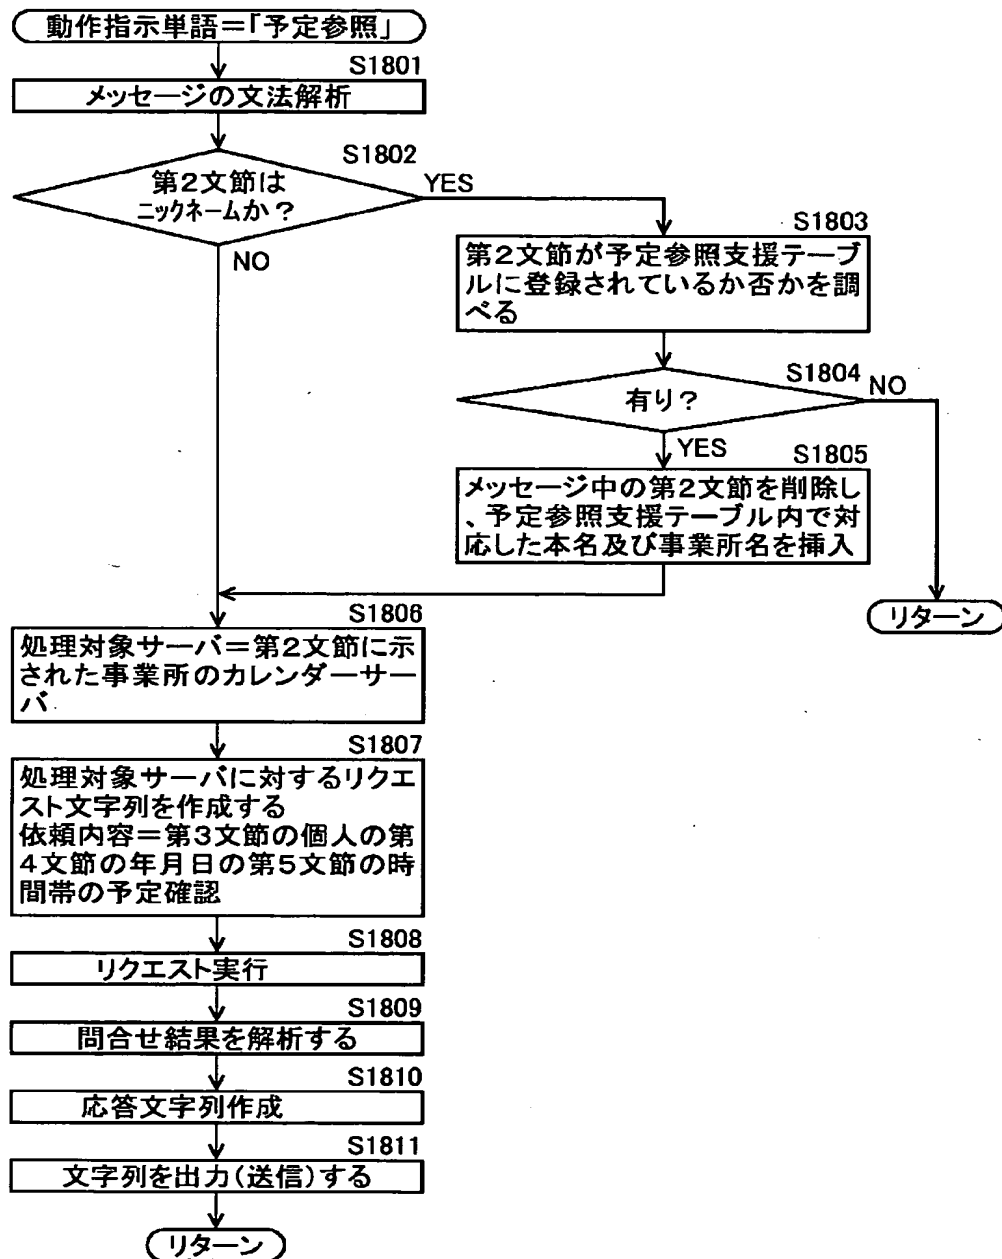 動作指示単語＝「予定参照」
S1801
メッセージの文法解析
S1802
第2文節は
ニックネームか？
YES
NO
S1803
第2文節が予定参照支援テーブ
ルに登録されているか否かを調
べる
S1804
有り？
NO
YES
S1805
メッセージ中の第2文節を削除し
、予定参照支援テーブル内で対
応した本名及び事業所名を挿入
リターン
S1806
処理対象サーバ＝第2文節に示
された事業所のカレンダーサー
バ
S1807
処理対象サーバに対するリクエ
スト文字列を作成する
依頼内容＝第3文節の個人の第
4文節の年月日の第5文節の時
間帯の予定確認
S1808
リクエスト実行
S1809
問合せ結果を解析する
S1810
応答文字列作成
S1811
文字列を出力(送信)する
リターン